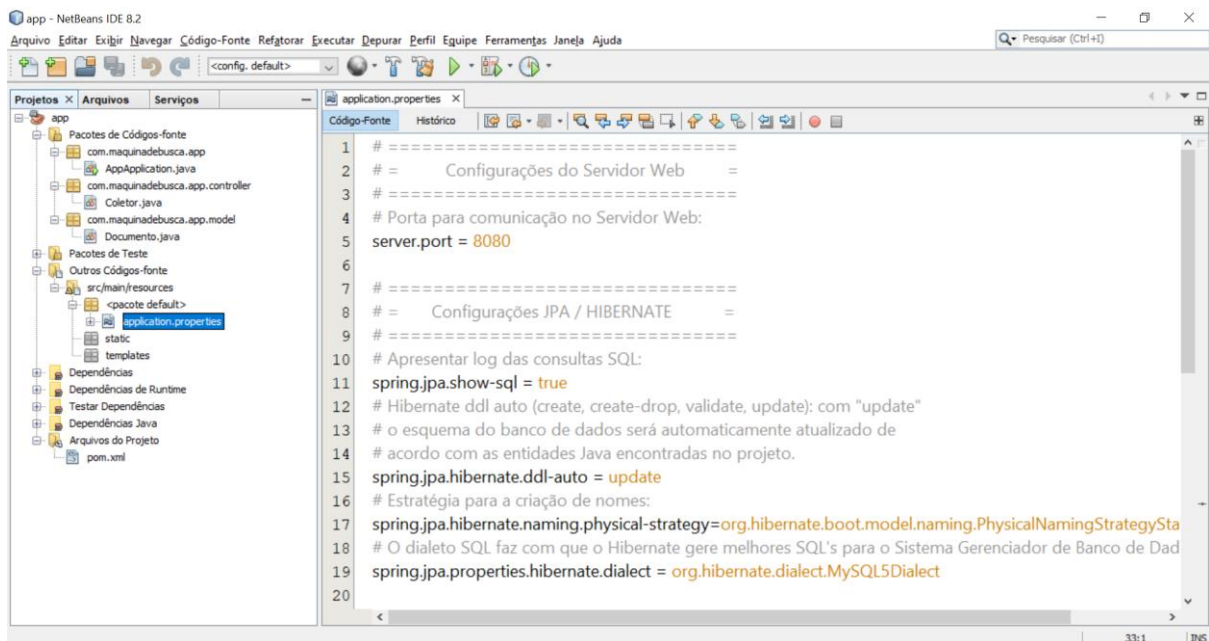 app - NetBeans IDE 8.2
Arquivo Editar Exibir Navegar Código-Fonte Refatorar Executar Depurar Perfil Equipe Ferramentas Janela Ajuda
Pesquisar (Ctrl+I)
<config. default>
Projetos Arquivos Serviços
app
Pacotes de Códigos-fonte
com.maquinadebusca.app
AppApplication.java
com.maquinadebusca.app.controller
Coletor.java
com.maquinadebusca.app.model
Documento.java
Pacotes de Teste
Outros Códigos-fonte
src/main/resources
<pacote default>
application.properties
static
templates
Dependências
Dependências de Runtime
Testar Dependências
Dependências Java
Arquivos do Projeto
pom.xml
application.properties
Código-Fonte Histórico
1 # ===============================
2 # = Configurações do Servidor Web =
3 # ===============================
4 # Porta para comunicação no Servidor Web:
5 server.port = 8080
6
7 # ===============================
8 # = Configurações JPA / HIBERNATE =
9 # ===============================
10 # Apresentar log das consultas SQL:
11 spring.jpa.show-sql = true
12 # Hibernate ddl auto (create, create-drop, validate, update): com "update"
13 # o esquema do banco de dados será automaticamente atualizado de
14 # acordo com as entidades Java encontradas no projeto.
15 spring.jpa.hibernate.ddl-auto = update
16 # Estratégia para a criação de nomes:
17 spring.jpa.hibernate.naming.physical-strategy=org.hibernate.boot.model.naming.PhysicalNamingStrategySta
18 # O dialeto SQL faz com que o Hibernate gere melhores SQL's para o Sistema Gerenciador de Banco de Dad
19 spring.jpa.properties.hibernate.dialect = org.hibernate.dialect.MySQL5Dialect
20
33:1 INS